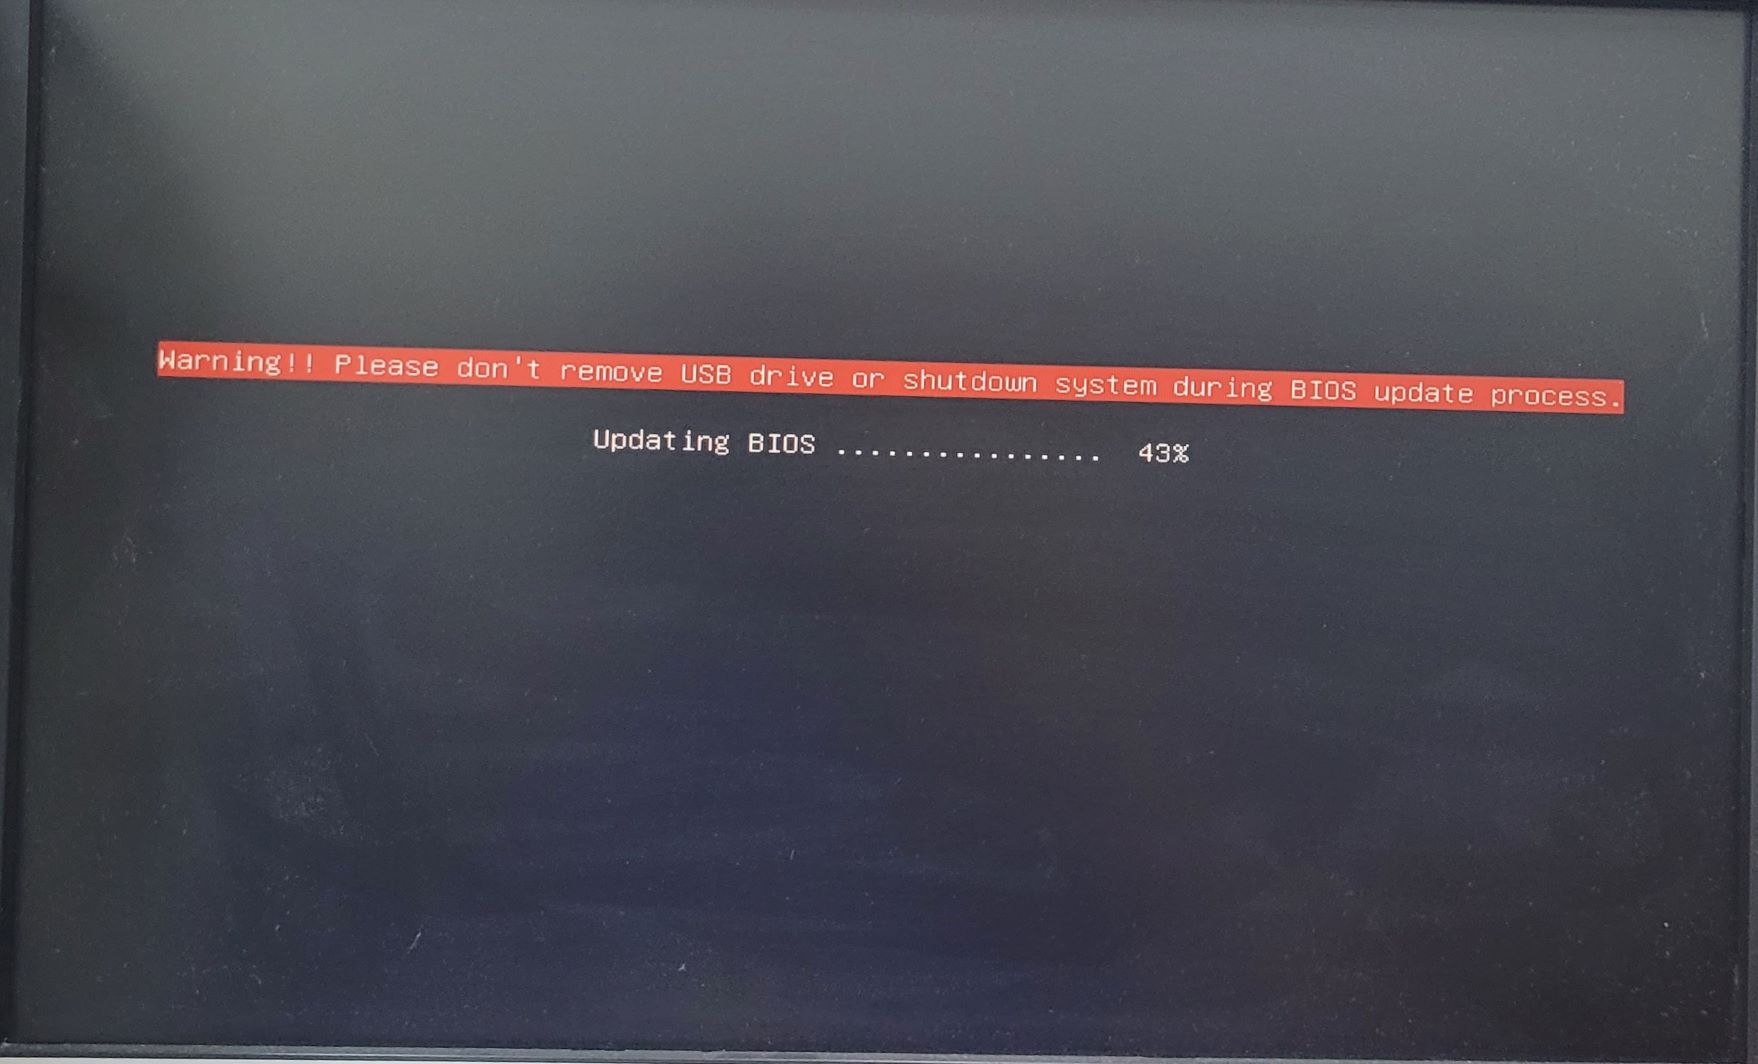 Warning!! Please don't remove USB drive or shutdown system during BIOS update process.
Updating BIOS ................ 43%